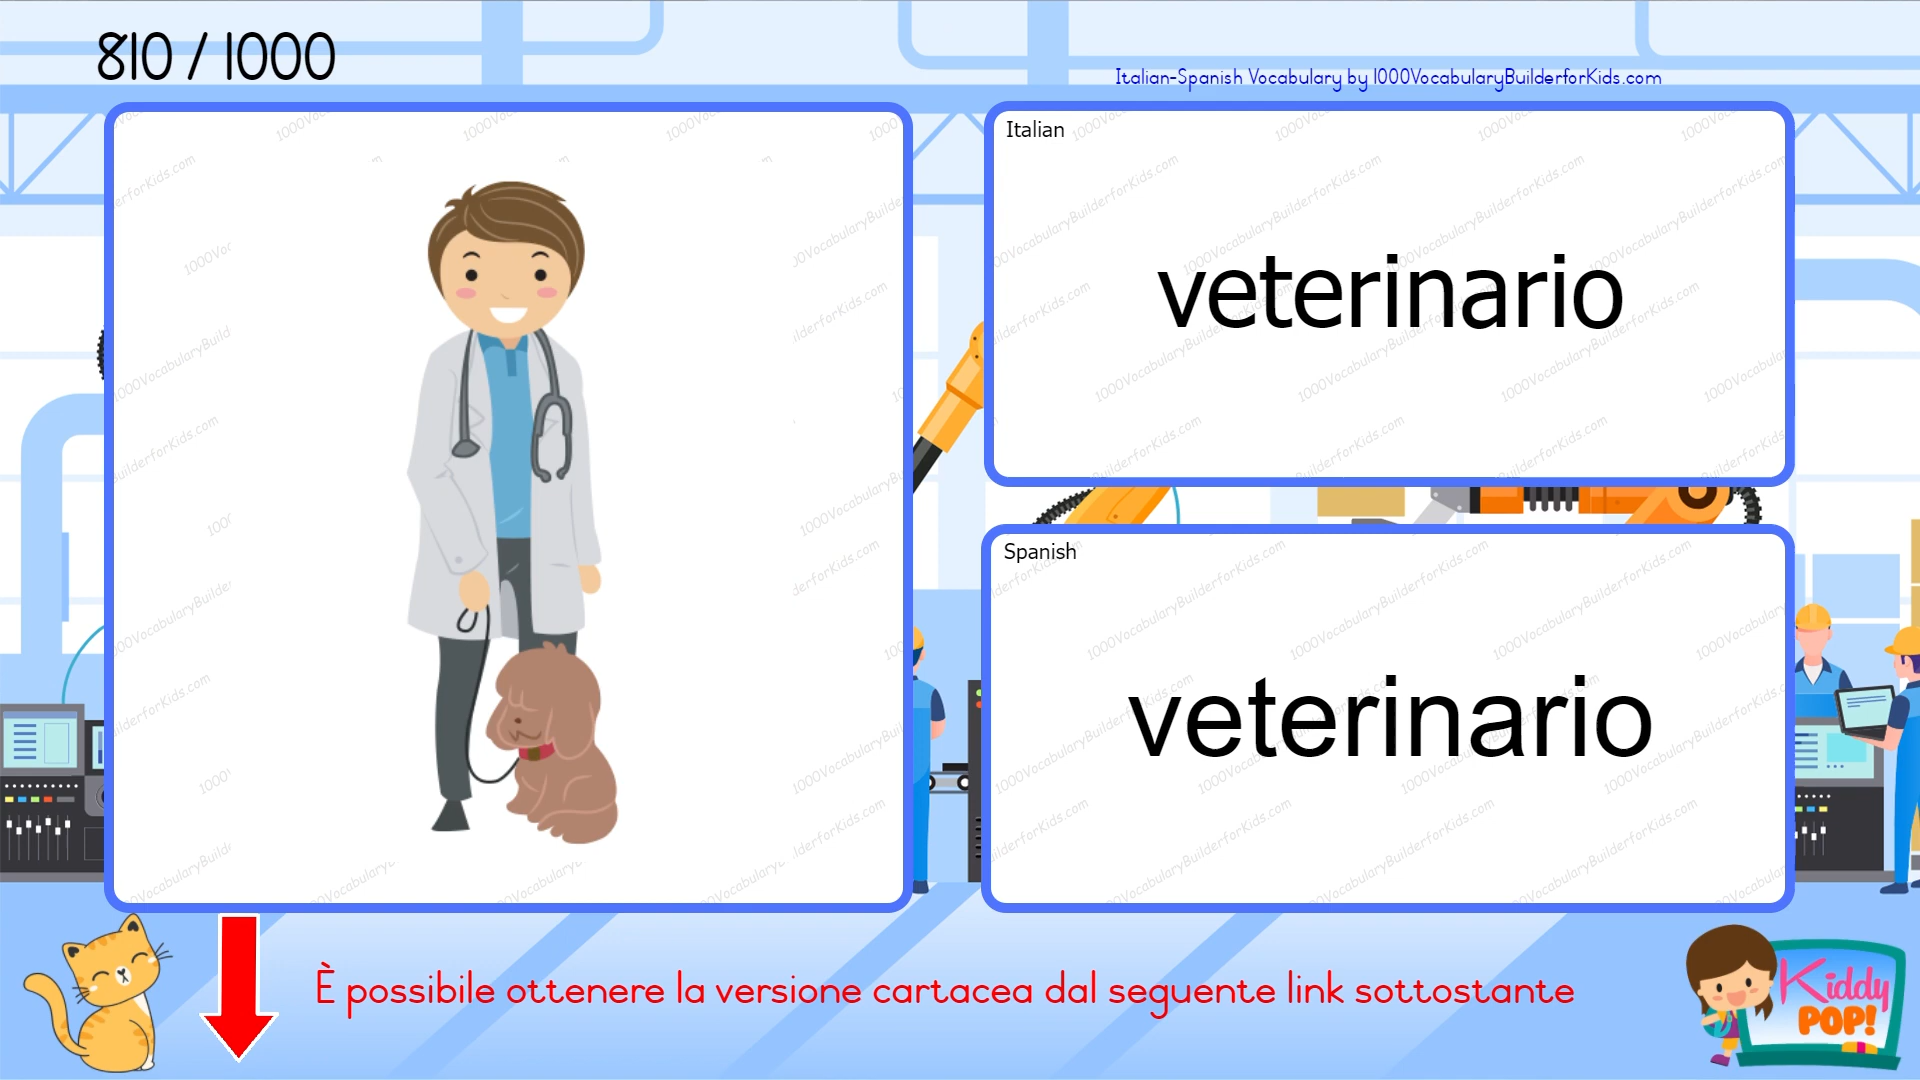 810 / 1000
Italian-Spanish Vocabulary by 1000VocabularyBuilderforKids.com
Italian
veterinario
Spanish
veterinario
È possibile ottenere la versione cartacea dal seguente link sottostante
Kiddy
POP!